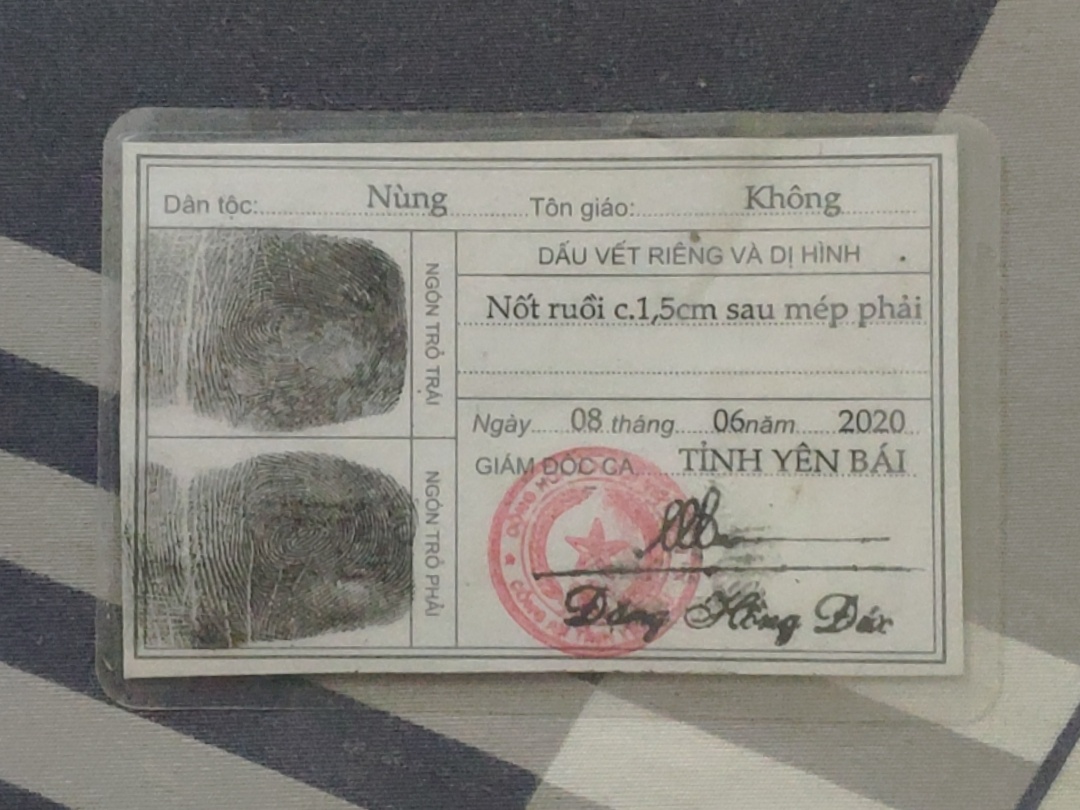 Dân tộc: Nùng Tôn giáo: Không
NGÓN TRỎ TRÁI
DẤU VẾT RIÊNG VÀ DỊ HÌNH
Nốt ruồi c.1,5cm sau mép phải
Ngày 08 tháng 06 năm 2020
GIÁM ĐỐC CA TỈNH YÊN BÁI
NGÓN TRỎ PHẢI
Đặng Hồng Đức